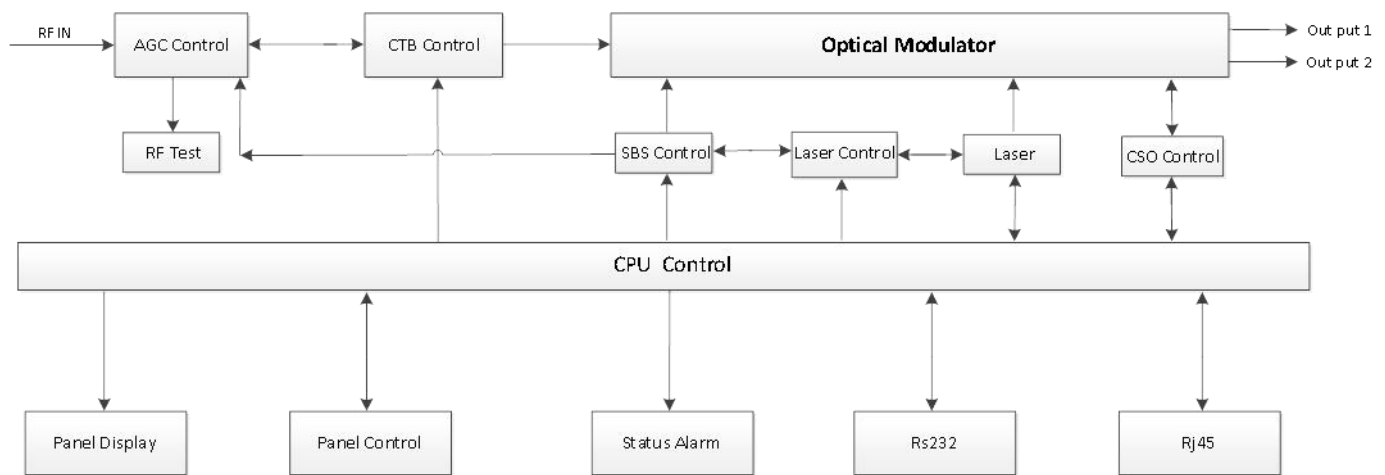 RF IN
AGC Control
CTB Control
Optical Modulator
Out put 1
Out put 2
RF Test
SBS Control
Laser Control
Laser
CSO Control
CPU Control
Panel Display
Panel Control
Status Alarm
Rs232
Rj45